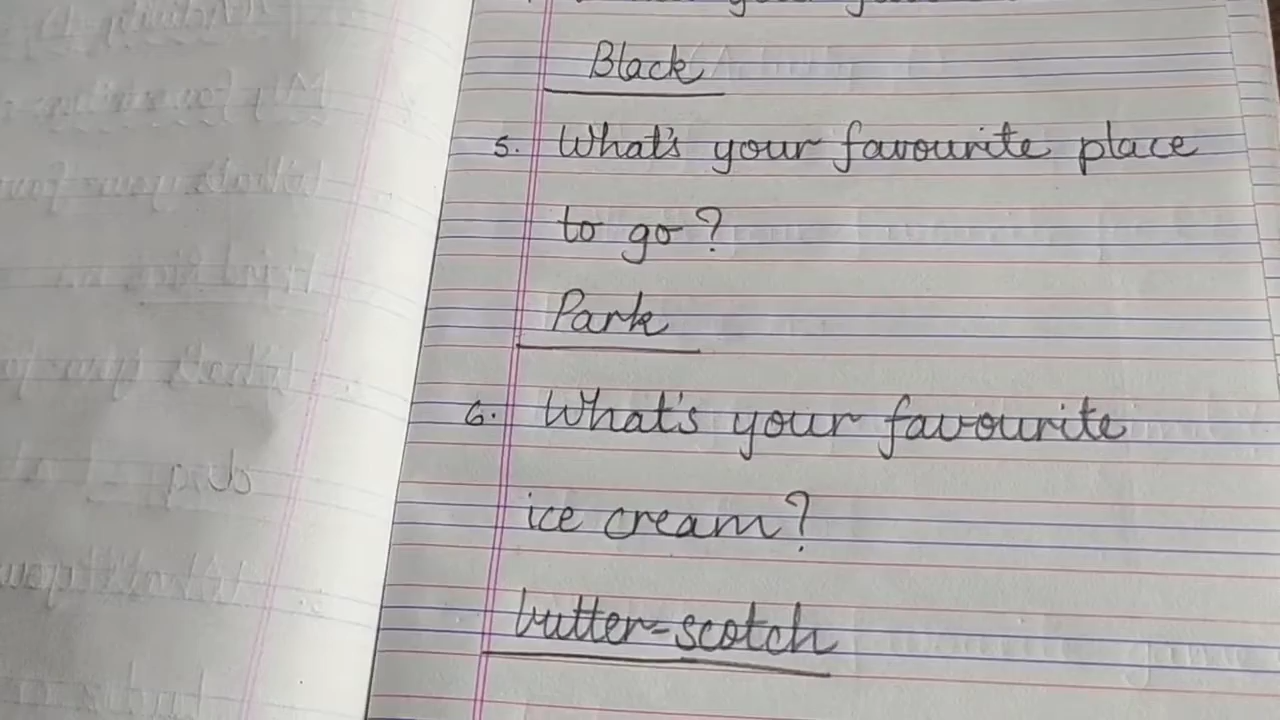 Black
5. What's your favourite place
to go?
Park
6. What's your favourite
ice cream?
butter-scotch